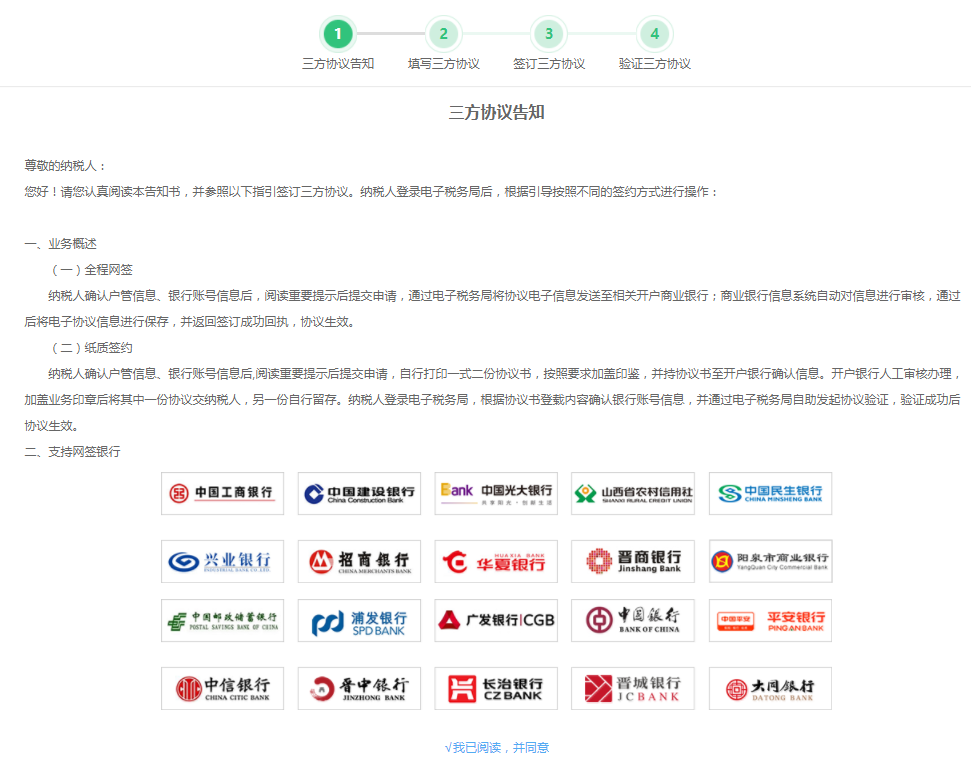 1 2 3 4
三方协议告知 填写三方协议 签订三方协议 验证三方协议
三方协议告知
尊敬的纳税人：
您好！请您认真阅读本告知书，并参照以下指引签订三方协议。纳税人登录电子税务局后，根据引导按照不同的签约方式进行操作：
一、业务概述
（一）全程网签
纳税人确认户管信息、银行账号信息后，阅读重要提示后提交申请，通过电子税务局将协议电子信息发送至相关开户商业银行；商业银行信息系统自动对信息进行审核，通过
后将电子协议信息进行保存，并返回签订成功回执，协议生效。
（二）纸质签约
纳税人确认户管信息、银行账号信息后,阅读重要提示后提交申请，自行打印一式二份协议书，按照要求加盖印鉴，并持协议书至开户银行确认信息。开户银行人工审核办理，
加盖业务印章后将其中一份协议交纳税人，另一份自行留存。纳税人登录电子税务局，根据协议书登载内容确认银行账号信息，并通过电子税务局自助发起协议验证，验证成功后
协议生效。
二、支持网签银行
中国工商银行
中国建设银行
China Construction Bank
Bank 中国光大银行
共享阳光·创新生活
山西省农村信用社
SHANXI RURAL CREDIT UNION
中国民生银行
CHINA MINSHENG BANK
兴业银行
INDUSTRIAL BANK CO.,LTD.
招商银行
CHINA MERCHANTS BANK
HUAXIA BANK
华夏银行
晋商银行
Jinshang Bank
阳泉市商业银行
YangQuan City Commercial Bank
中国邮政储蓄银行
POSTAL SAVINGS BANK OF CHINA
浦发银行
SPD BANK
广发银行|CGB
中国银行
BANK OF CHINA
中国平安
平安银行
PING AN BANK
中信银行
CHINA CITIC BANK
晋中银行
JINZHONG BANK
长治银行
CZBANK
晋城银行
JCBANK
大同银行
DATONG BANK
√我已阅读，并同意